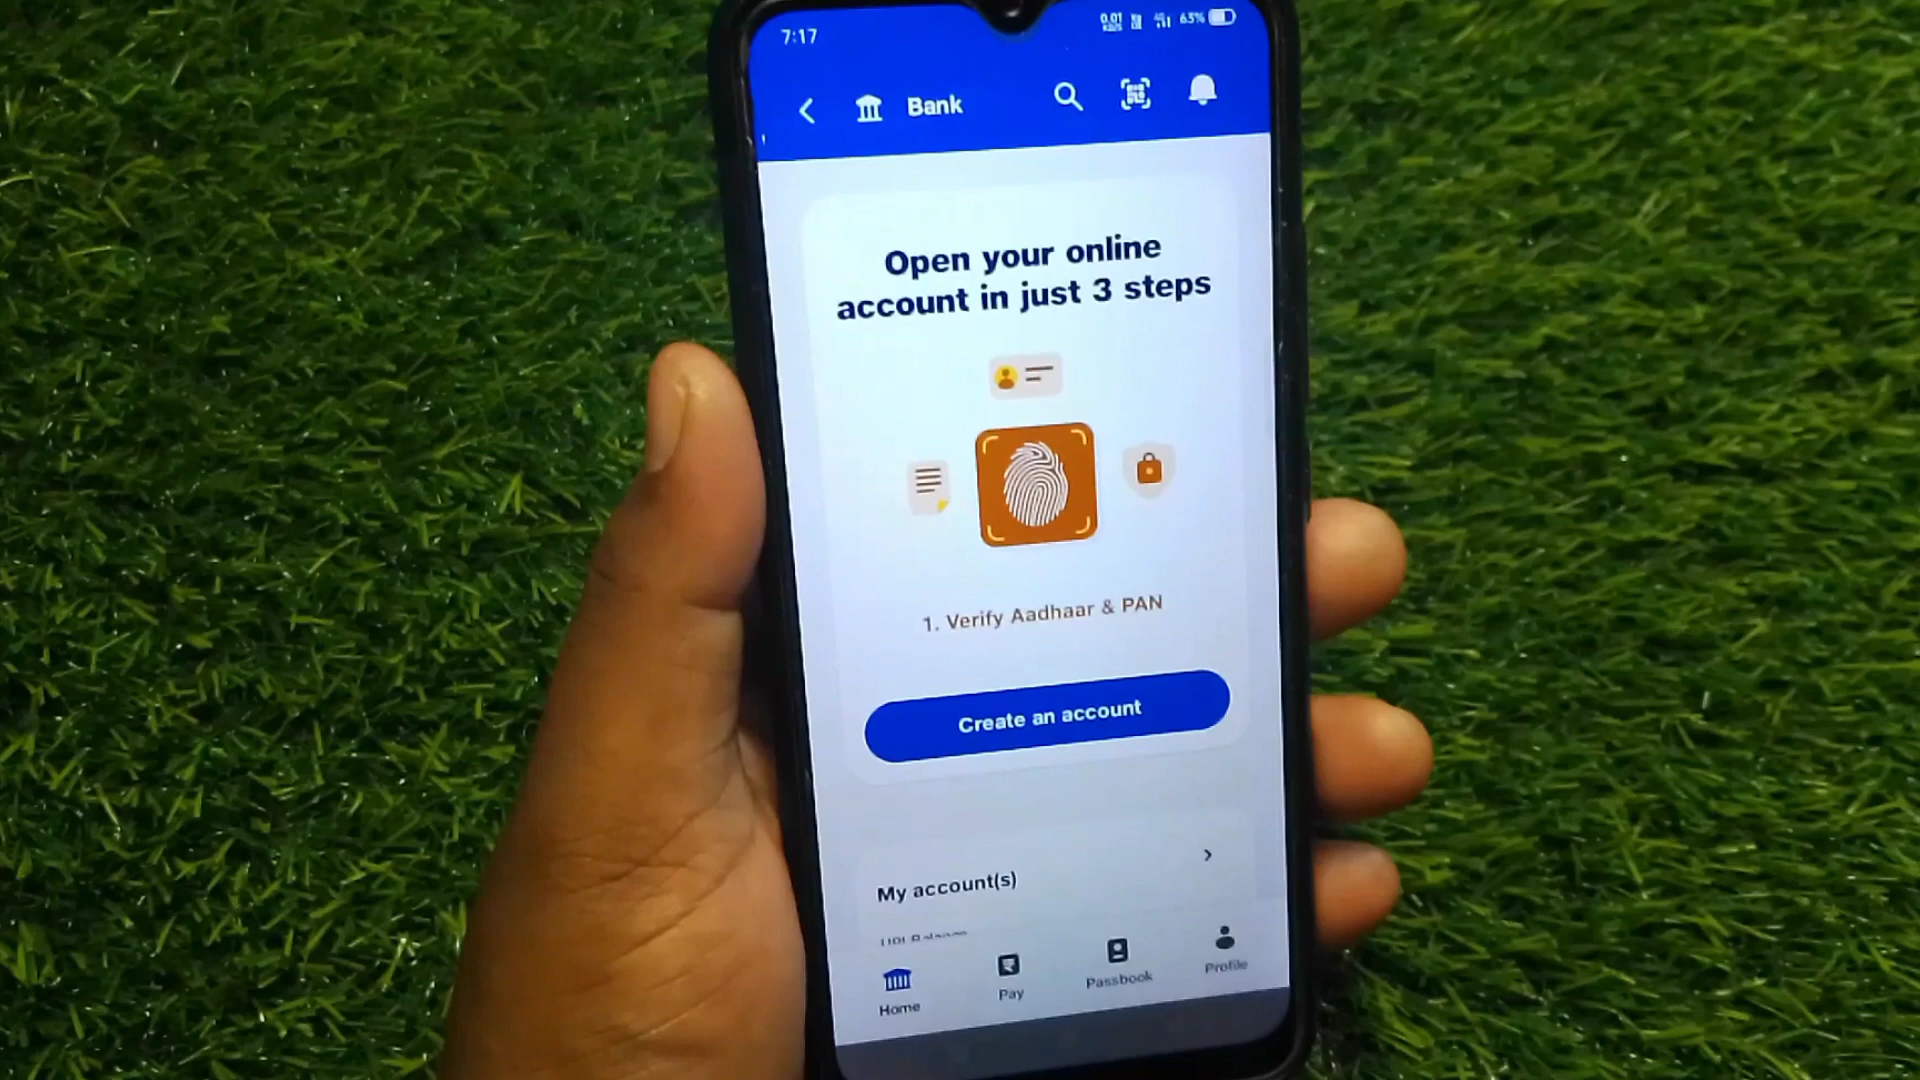 7:17
0.01
63%
Bank
Open your online
account in just 3 steps
1. Verify Aadhaar & PAN
Create an account
My account(s)
Home
Pay
Passbook
Profile